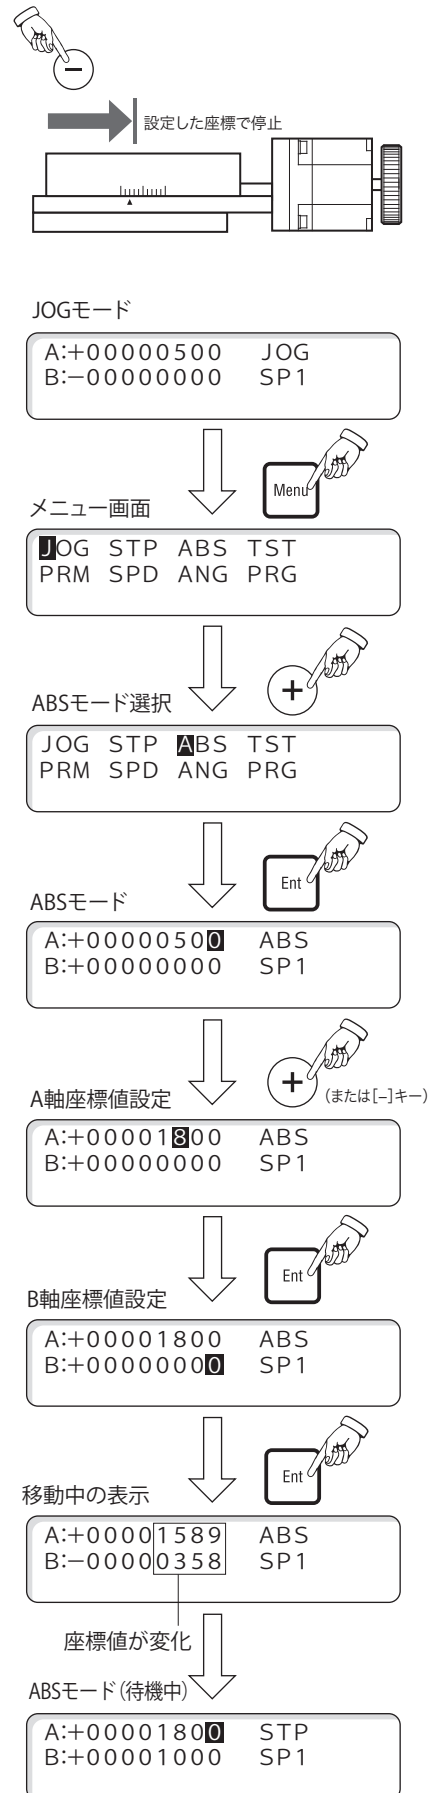 −
設定した座標で停止
JOGモード
A:+00000500 JOG
B:−00000000 SP1
Menu
メニュー画面
JOG STP ABS TST
PRM SPD ANG PRG
+
ABSモード選択
JOG STP ABS TST
PRM SPD ANG PRG
Ent
ABSモード
A:+00000500 ABS
B:+00000000 SP1
+
(または[−]キー)
A軸座標値設定
A:+00001800 ABS
B:+00000000 SP1
Ent
B軸座標値設定
A:+00001800 ABS
B:+00000000 SP1
Ent
移動中の表示
A:+00001589 ABS
B:−00000358 SP1
座標値が変化
ABSモード(待機中)
A:+00001800 STP
B:+00001000 SP1